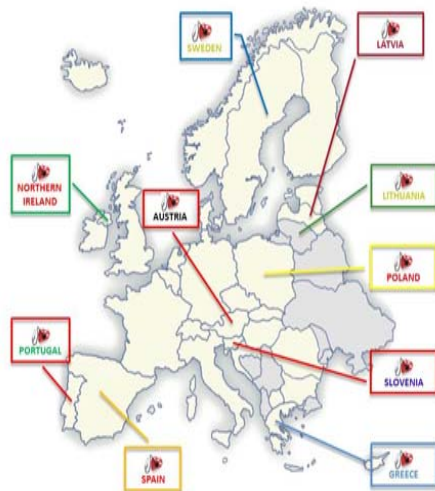 SWEDEN
LATVIA
NORTHERN
IRELAND
AUSTRIA
LITHUANIA
POLAND
PORTUGAL
SLOVENIA
SPAIN
GREECE